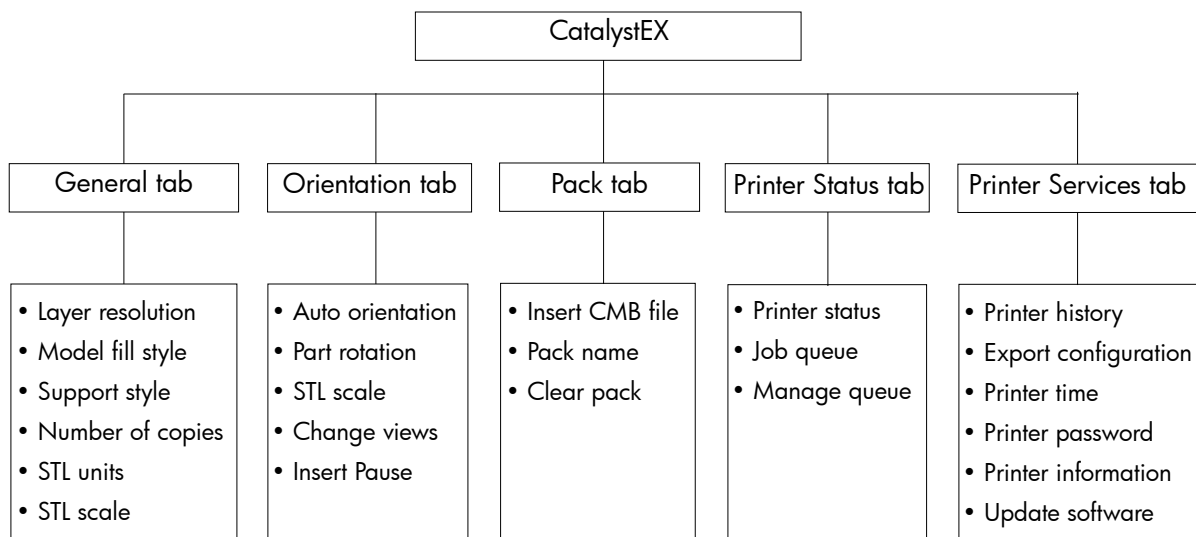 CatalystEX
General tab
Orientation tab
Pack tab
Printer Status tab
Printer Services tab
• Layer resolution
• Model fill style
• Support style
• Number of copies
• STL units
• STL scale
• Auto orientation
• Part rotation
• STL scale
• Change views
• Insert Pause
• Insert CMB file
• Pack name
• Clear pack
• Printer status
• Job queue
• Manage queue
• Printer history
• Export configuration
• Printer time
• Printer password
• Printer information
• Update software